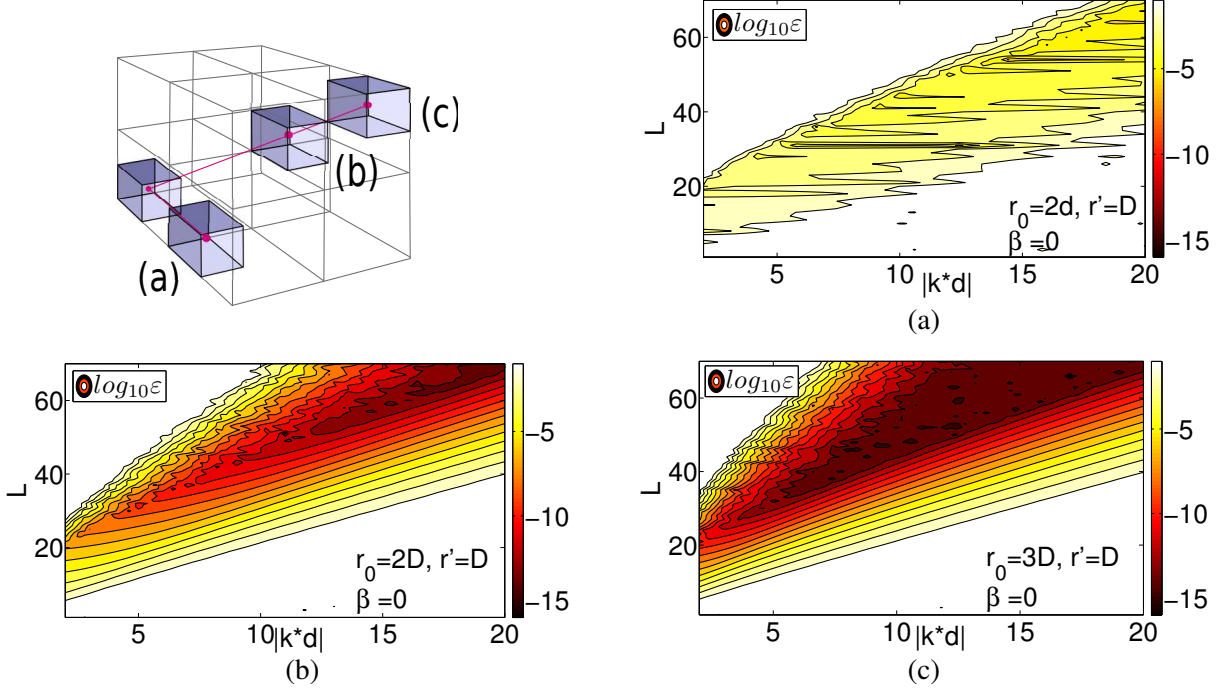 (a)
(b)
(c)
log₁₀ε
L
60
40
20
5
10
15
20
|k*d|
r₀=2d, r'=D
β=0
−5
−10
−15
(a)
log₁₀ε
L
60
40
20
5
10
15
20
|k*d|
r₀=2D, r'=D
β=0
−5
−10
−15
(b)
log₁₀ε
L
60
40
20
5
10
15
20
|k*d|
r₀=3D, r'=D
β=0
−5
−10
−15
(c)